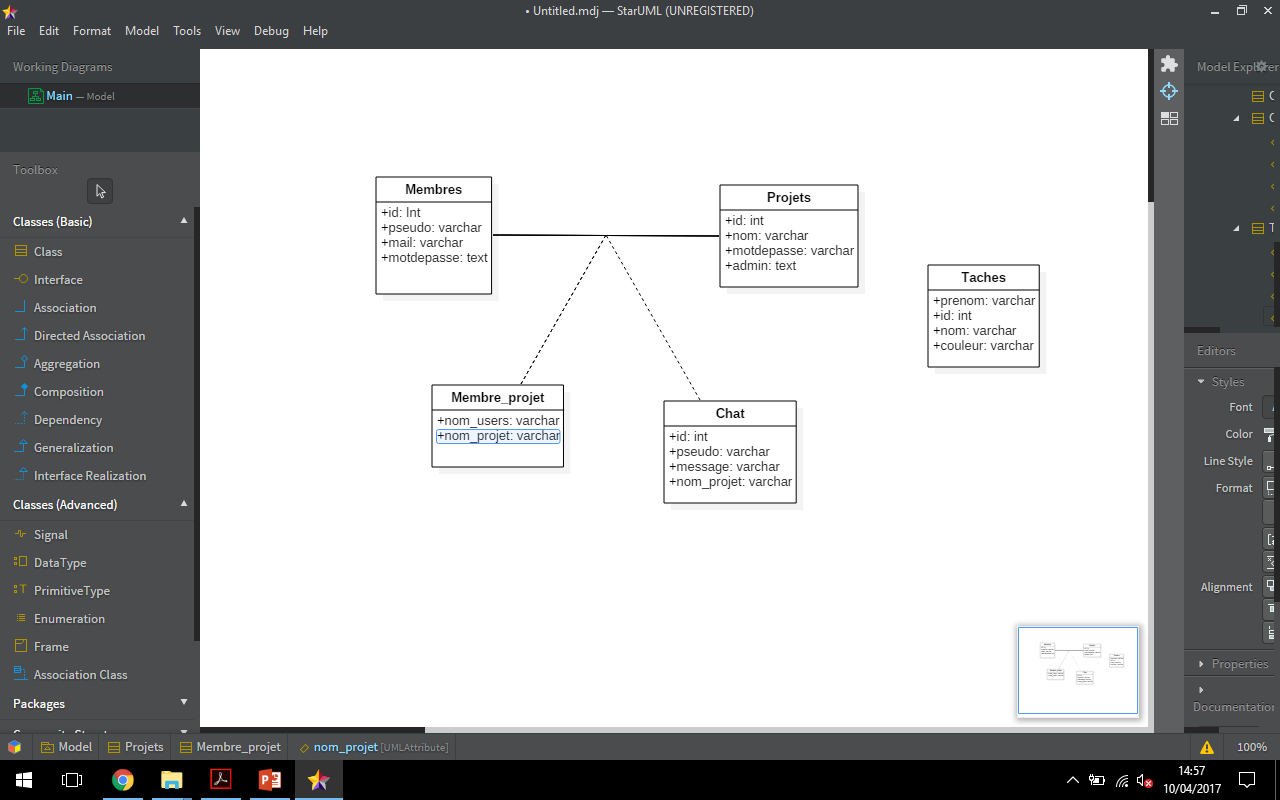 • Untitled.mdj — StarUML (UNREGISTERED)
File Edit Format Model Tools View Debug Help
Working Diagrams
Main — Model
Toolbox
Classes (Basic)
Class
Interface
Association
Directed Association
Aggregation
Composition
Dependency
Generalization
Interface Realization
Classes (Advanced)
Signal
DataType
PrimitiveType
Enumeration
Frame
Association Class
Packages
Membres
+id: Int
+pseudo: varchar
+mail: varchar
+motdepasse: text
Projets
+id: int
+nom: varchar
+motdepasse: varchar
+admin: text
Taches
+prenom: varchar
+id: int
+nom: varchar
+couleur: varchar
Membre_projet
+nom_users: varchar
+nom_projet: varchar
Chat
+id: int
+pseudo: varchar
+message: varchar
+nom_projet: varchar
Model Explorer
C
C
T
Editors
Styles
Font
Color
Line Style
Format
Alignment
Properties
Documentation
Model Projets Membre_projet nom_projet [UMLAttribute]
100%
14:57
10/04/2017